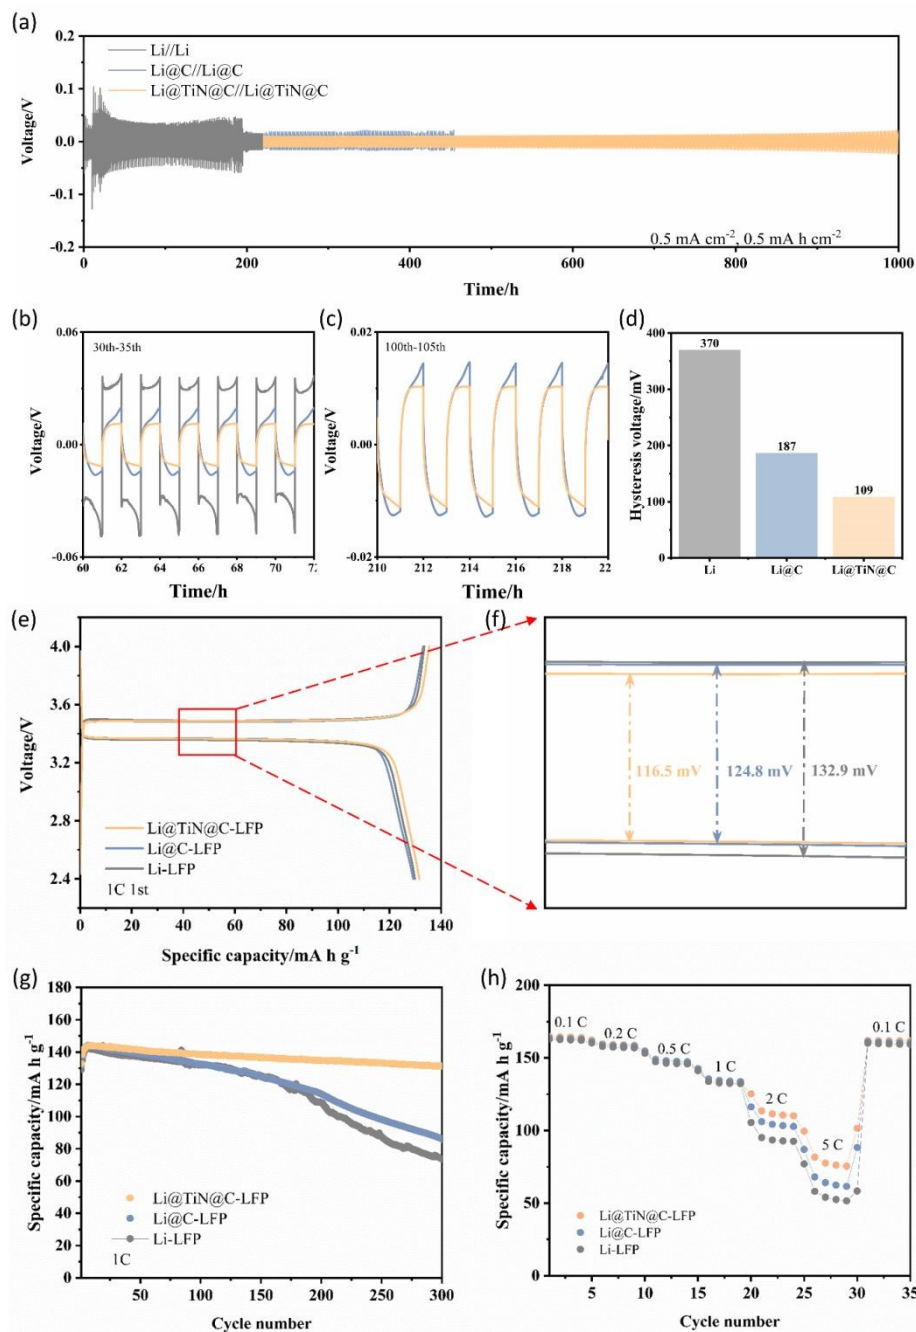 (a)
0.2
0.1
0.0
-0.1
-0.2
Voltage/V
Li//Li
Li@C//Li@C
Li@TiN@C//Li@TiN@C
0.5 mA cm-2, 0.5 mA h cm-2
0 200 400 600 800 1000
Time/h
(b)
0.06
0.00
-0.06
Voltage/V
30th-35th
60 62 64 66 68 70
Time/h
(c)
0.02
0.00
-0.02
Voltage/V
100th-105th
210 212 214 216 218
Time/h
(d)
400
300
200
100
0
Hysteresis voltage/mV
370
187
109
Li Li@C Li@TiN@C
(e)
4.0
3.6
3.2
2.8
2.4
Voltage/V
Li@TiN@C-LFP
Li@C-LFP
Li-LFP
1C 1st
0 20 40 60 80 100 120 140
Specific capacity/mA h g-1
(f)
116.5 mV
124.8 mV
132.9 mV
(g)
180
160
140
120
100
80
60
40
20
0
Specific capacity/mA h g-1
Li@TiN@C-LFP
Li@C-LFP
Li-LFP
1C
50 100 150 200 250 300
Cycle number
(h)
200
150
100
50
0
Specific capacity/mA h g-1
0.1 C
0.2 C
0.5 C
1 C
2 C
5 C
0.1 C
Li@TiN@C-LFP
Li@C-LFP
Li-LFP
5 10 15 20 25 30 35
Cycle number